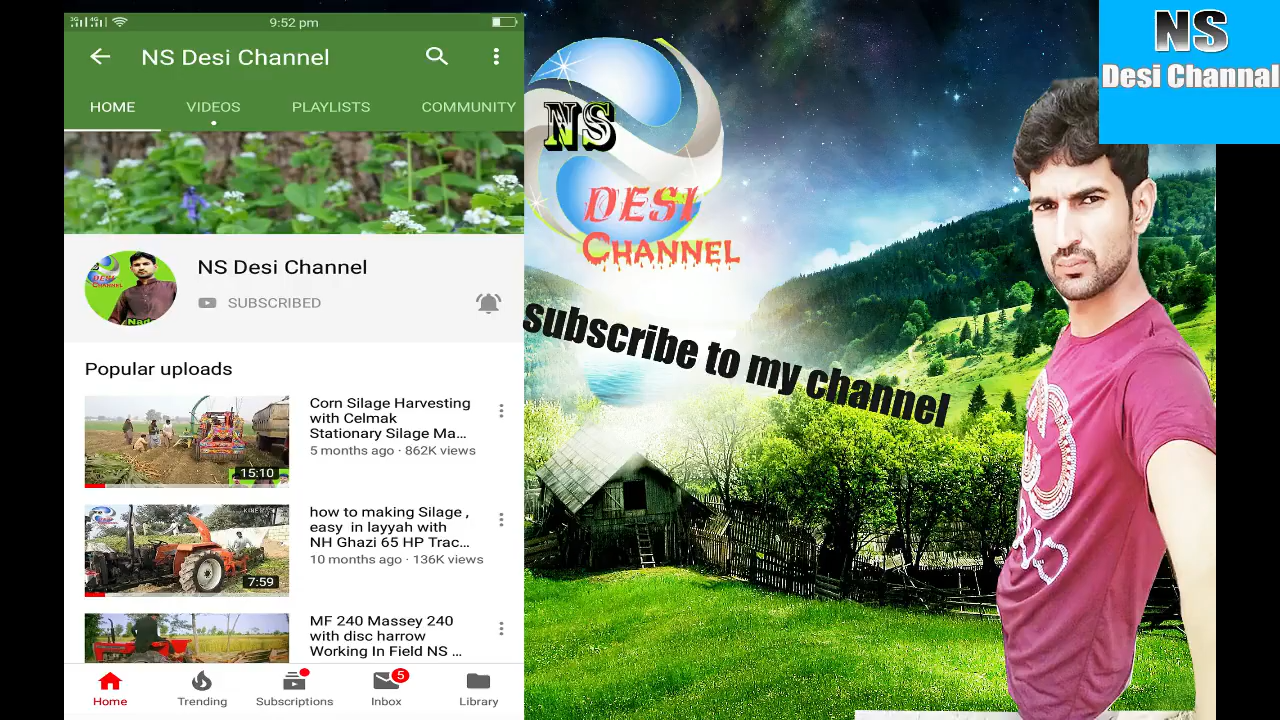 9:52 pm
NS Desi Channel
HOME VIDEOS PLAYLISTS COMMUNITY
NS Desi Channel
SUBSCRIBED
Popular uploads
Corn Silage Harvesting
with Celmak
Stationary Silage Ma...
5 months ago · 862K views
15:10
how to making Silage ,
easy in layyah with
NH Ghazi 65 HP Trac...
10 months ago · 136K views
7:59
MF 240 Massey 240
with disc harrow
Working In Field NS ...
Home Trending Subscriptions Inbox Library
5
NS
DESI
CHANNEL
subscribe to my channel
NS
Desi Channal